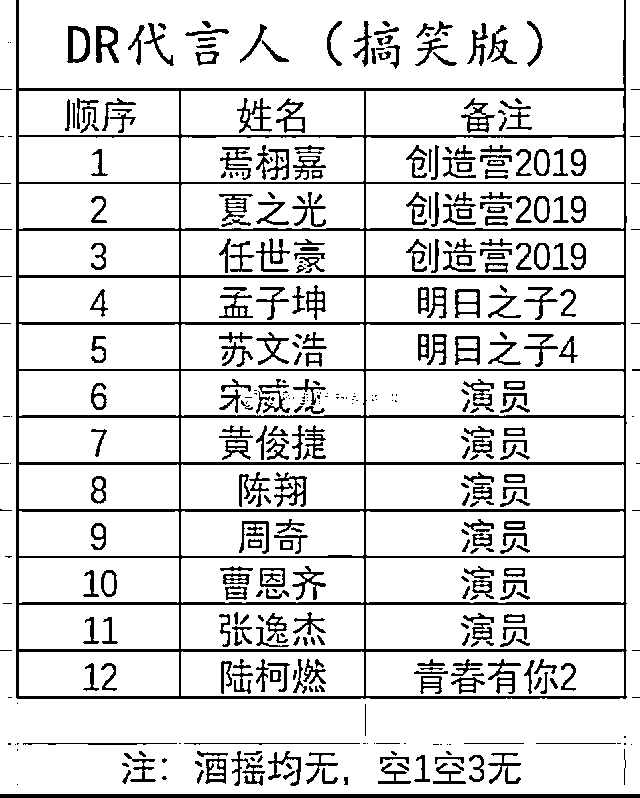 DR代言人（搞笑版）
顺序 姓名 备注
1 焉栩嘉 创造营2019
2 夏之光 创造营2019
3 任世豪 创造营2019
4 孟子坤 明日之子2
5 苏文浩 明日之子4
6 宋威龙 演员
7 黄俊捷 演员
8 陈翔 演员
9 周奇 演员
10 曹恩齐 演员
11 张逸杰 演员
12 陆柯燃 青春有你2
注：酒摇均无，空1空3无